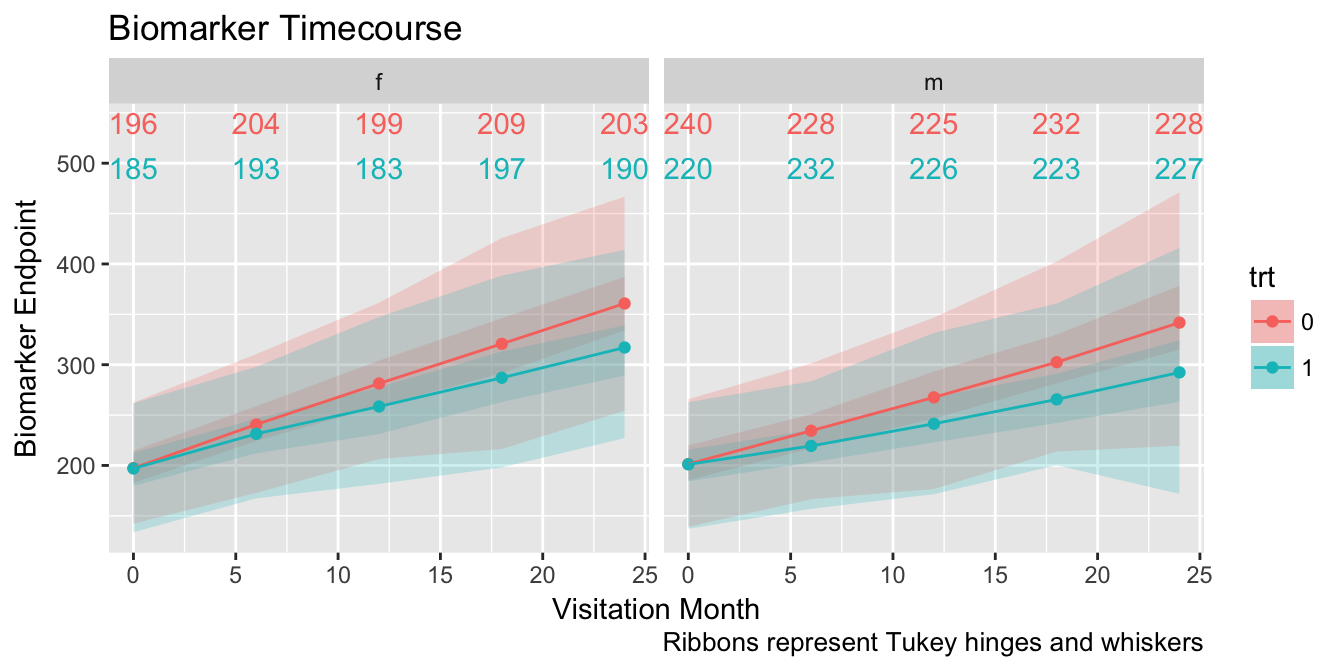 Biomarker Timecourse
f m
196 204 199 209 203 240 228 225 232 228
185 193 183 197 190 220 232 226 223 227
500
400
300
200
Biomarker Endpoint
0 5 10 15 20 25 0 5 10 15 20 25
Visitation Month
Ribbons represent Tukey hinges and whiskers
trt
0
1